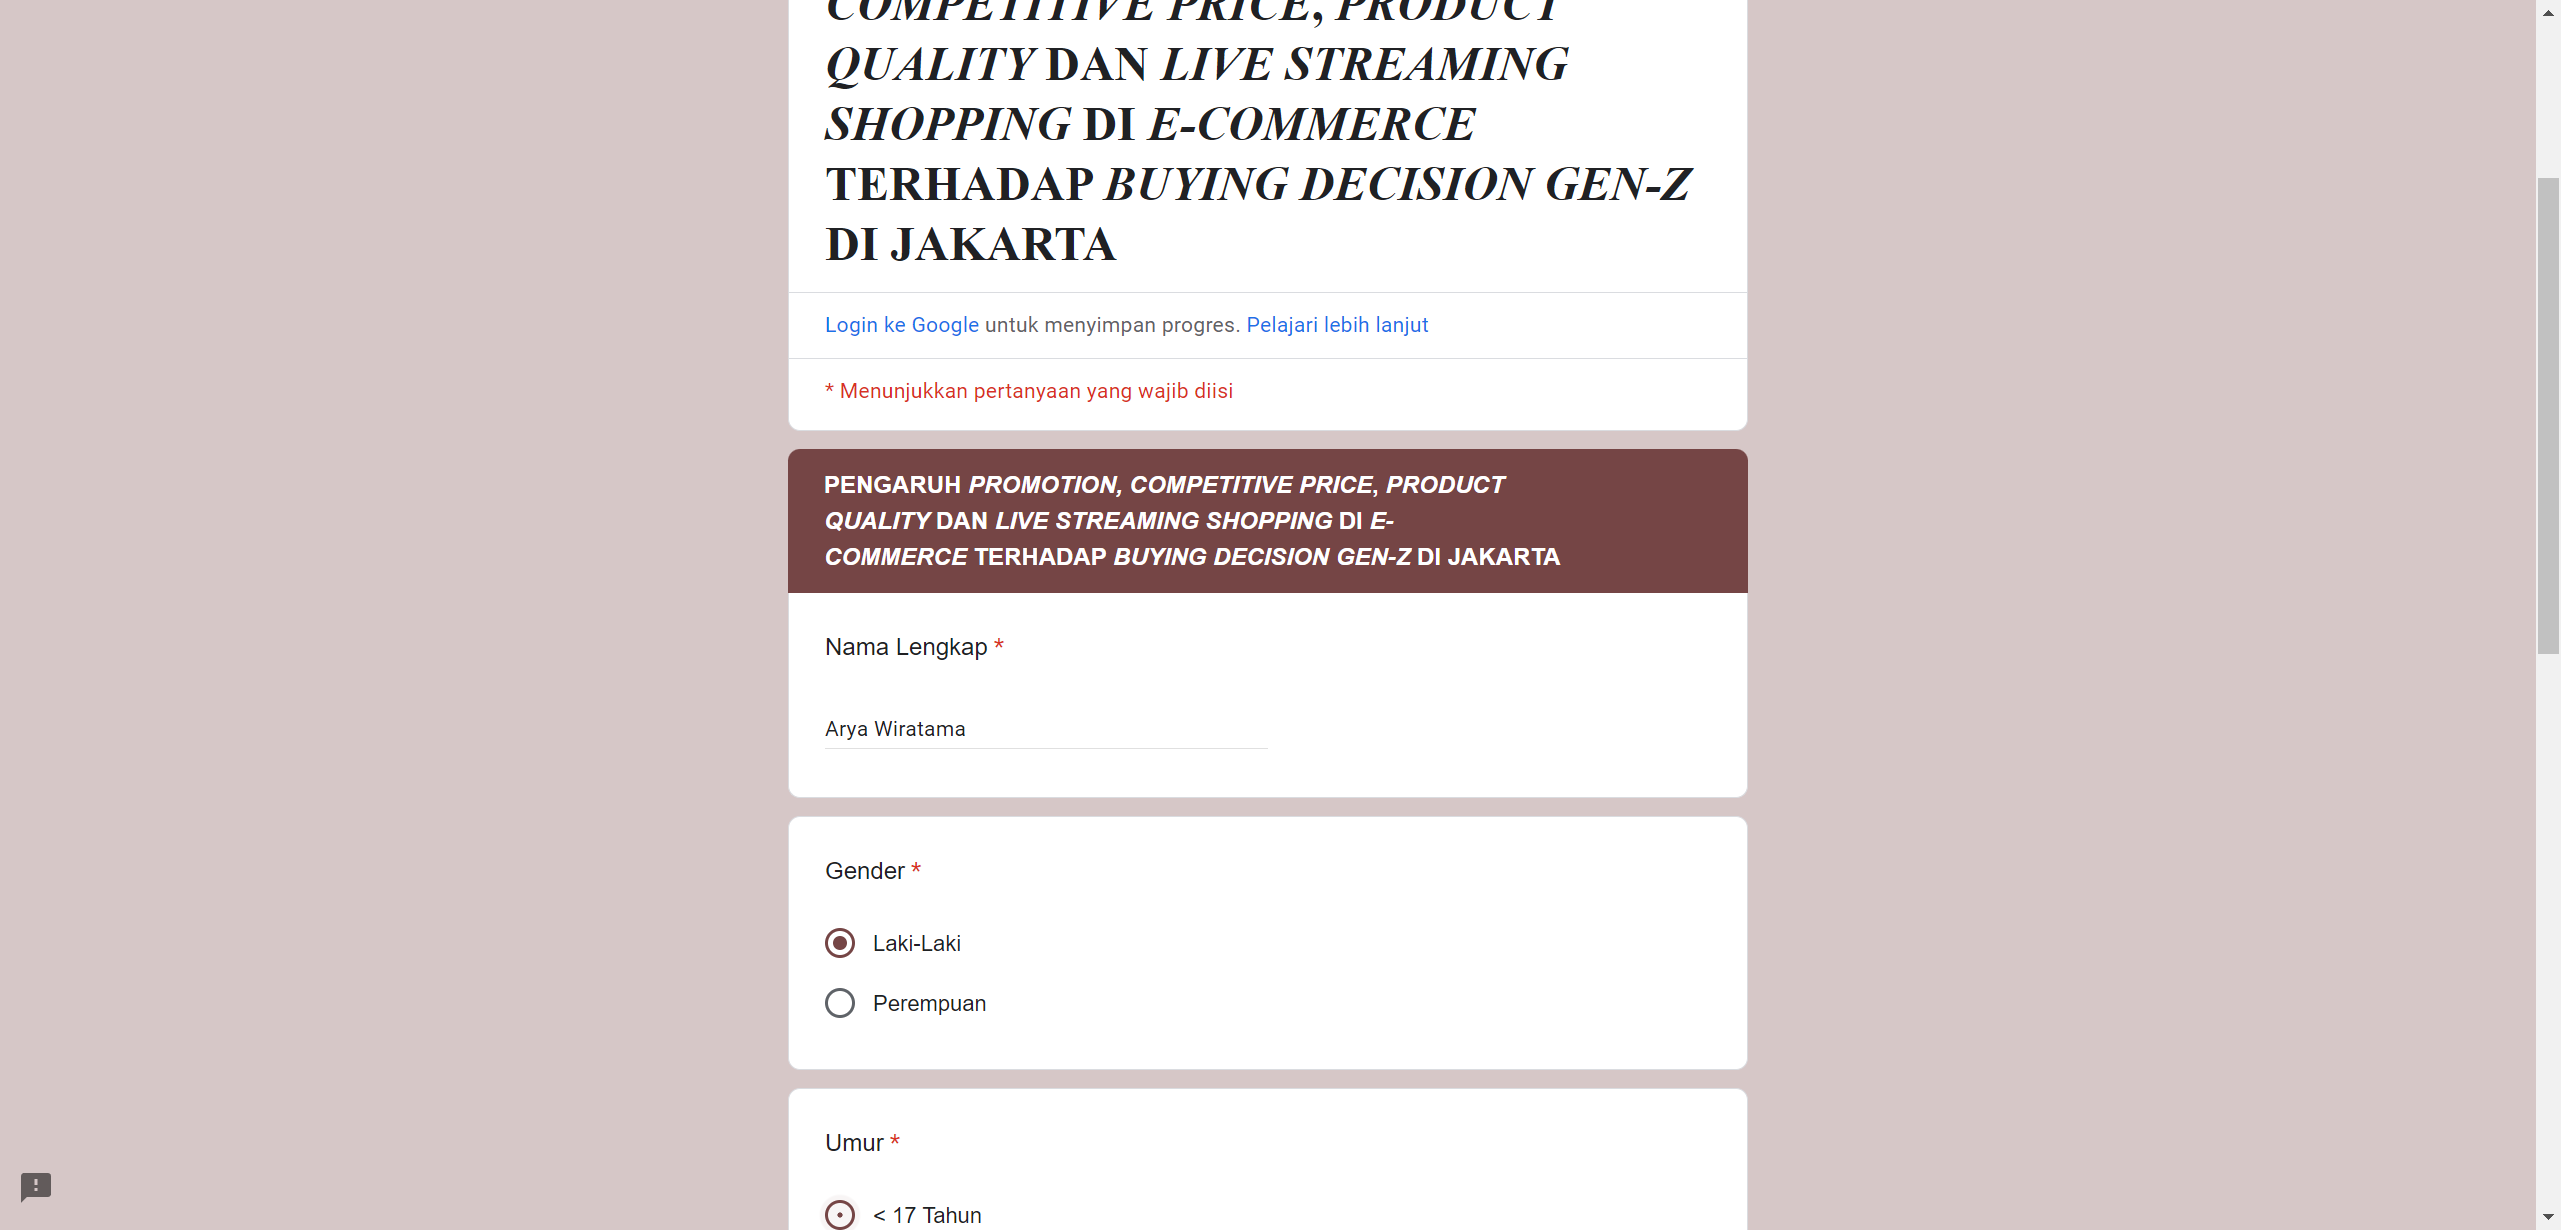 COMPETITIVE PRICE, PRODUCT
QUALITY DAN LIVE STREAMING
SHOPPING DI E-COMMERCE
TERHADAP BUYING DECISION GEN-Z
DI JAKARTA
Login ke Google untuk menyimpan progres. Pelajari lebih lanjut
* Menunjukkan pertanyaan yang wajib diisi
PENGARUH PROMOTION, COMPETITIVE PRICE, PRODUCT
QUALITY DAN LIVE STREAMING SHOPPING DI E-
COMMERCE TERHADAP BUYING DECISION GEN-Z DI JAKARTA
Nama Lengkap *
Arya Wiratama
Gender *
Laki-Laki
Perempuan
Umur *
< 17 Tahun